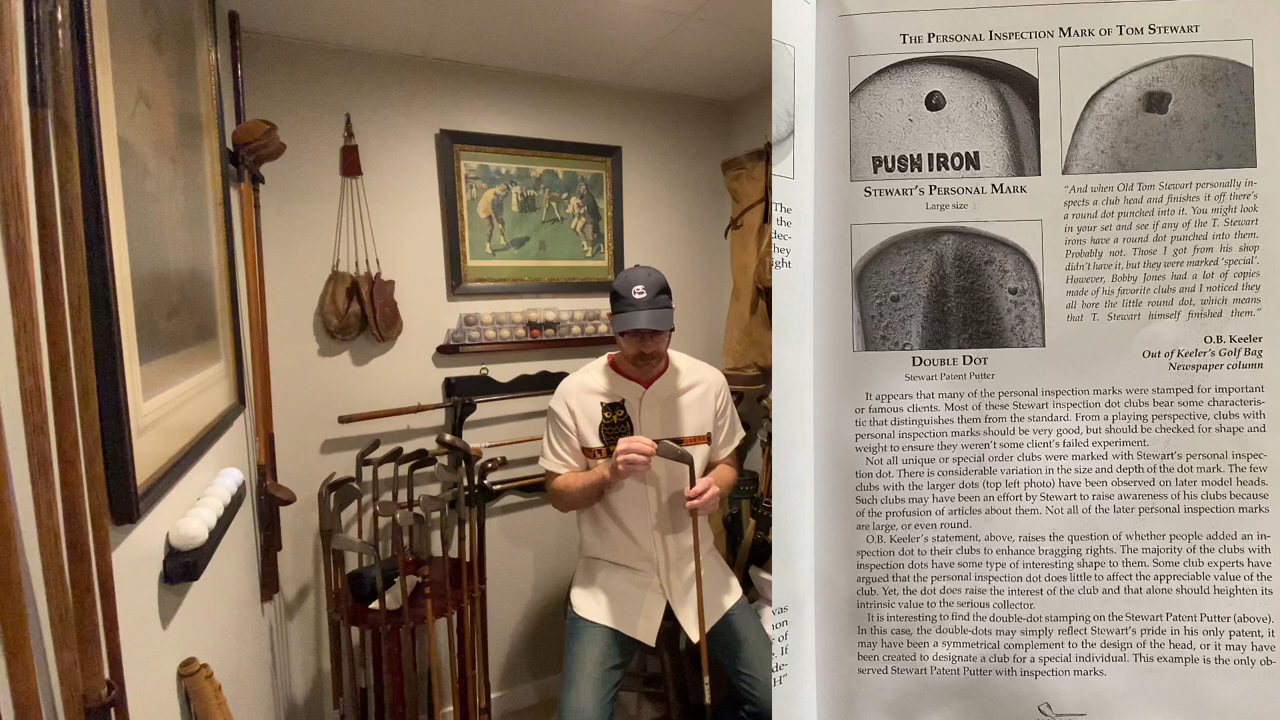 THE PERSONAL INSPECTION MARK OF TOM STEWART
PUSH IRON
STEWART'S PERSONAL MARK
Large size
DOUBLE DOT
Stewart Patent Putter
"And when Old Tom Stewart personally in-
spects a club head and finishes it off there's
a round dot punched into it. You might look
in your set and see if any of the T. Stewart
irons have a round dot punched into them.
Probably not. Those I got from his shop
didn't have it, but they were marked 'special'.
However, Bobby Jones had a lot of copies
made of his favorite clubs and I noticed they
all bore the little round dot, which means
that T. Stewart himself finished them."
O.B. Keeler
Out of Keeler's Golf Bag
Newspaper column
It appears that many of the personal inspection marks were stamped for important
or famous clients. Most of these Stewart inspection dot clubs bear some characteris-
tic that distinguishes them from the standard. From a playing perspective, clubs with
personal inspection marks should be very good, but should be checked for shape and
weight to ensure they weren't some client's failed experiment.
Not all unique or special order clubs were marked with Stewart's personal inspec-
tion dot. There is considerable variation in the size and depth of the dot mark. The few
clubs with the larger dots (top left photo) have been observed on later model heads.
Such clubs may have been an effort by Stewart to raise awareness of his clubs because
of the profusion of articles about them. Not all of the later personal inspection marks
are large, or even round.
O.B. Keeler's statement, above, raises the question of whether people added an in-
spection dot to their clubs to enhance bragging rights. The majority of the clubs with
inspection dots have some type of interesting shape to them. Some club experts have
argued that the personal inspection dot does little to affect the appreciable value of the
club. Yet, the dot does raise the interest of the club and that alone should heighten its
intrinsic value to the serious collector.
It is interesting to find the double-dot stamping on the Stewart Patent Putter (above).
In this case, the double-dots may simply reflect Stewart's pride in his only patent, it
may have been a symmetrical complement to the design of the head, or it may have
been created to designate a club for a special individual. This example is the only ob-
served Stewart Patent Putter with inspection marks.
The
the
dec-
hey
ight
vas
non
of
. If
de-
H"